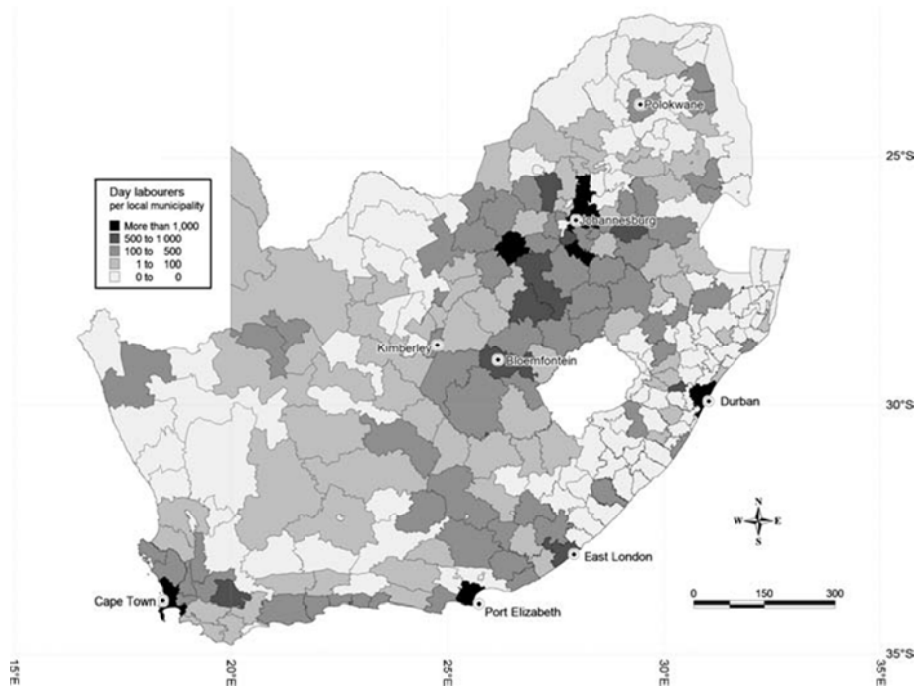 Polokwane
25°S
Day labourers
per local municipality
More than 1,000
500 to 1 000
100 to 500
1 to 100
0 to 0
Johannesburg
Kimberley
Bloemfontein
Durban
30°S
N
W E
S
East London
Cape Town
Port Elizabeth
0 150 300
35°S
15°E
20°E
25°E
30°E
35°E